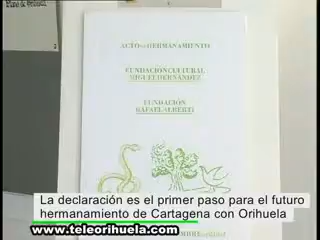 ACTO DE HERMANAMIENTO
FUNDACIÓN CULTURAL
MIGUEL HERNÁNDEZ
FUNDACIÓN
RAFAEL ALBERTI
La declaración es el primer paso para el futuro
hermanamiento de Cartagena con Orihuela
www.teleorihuela.com